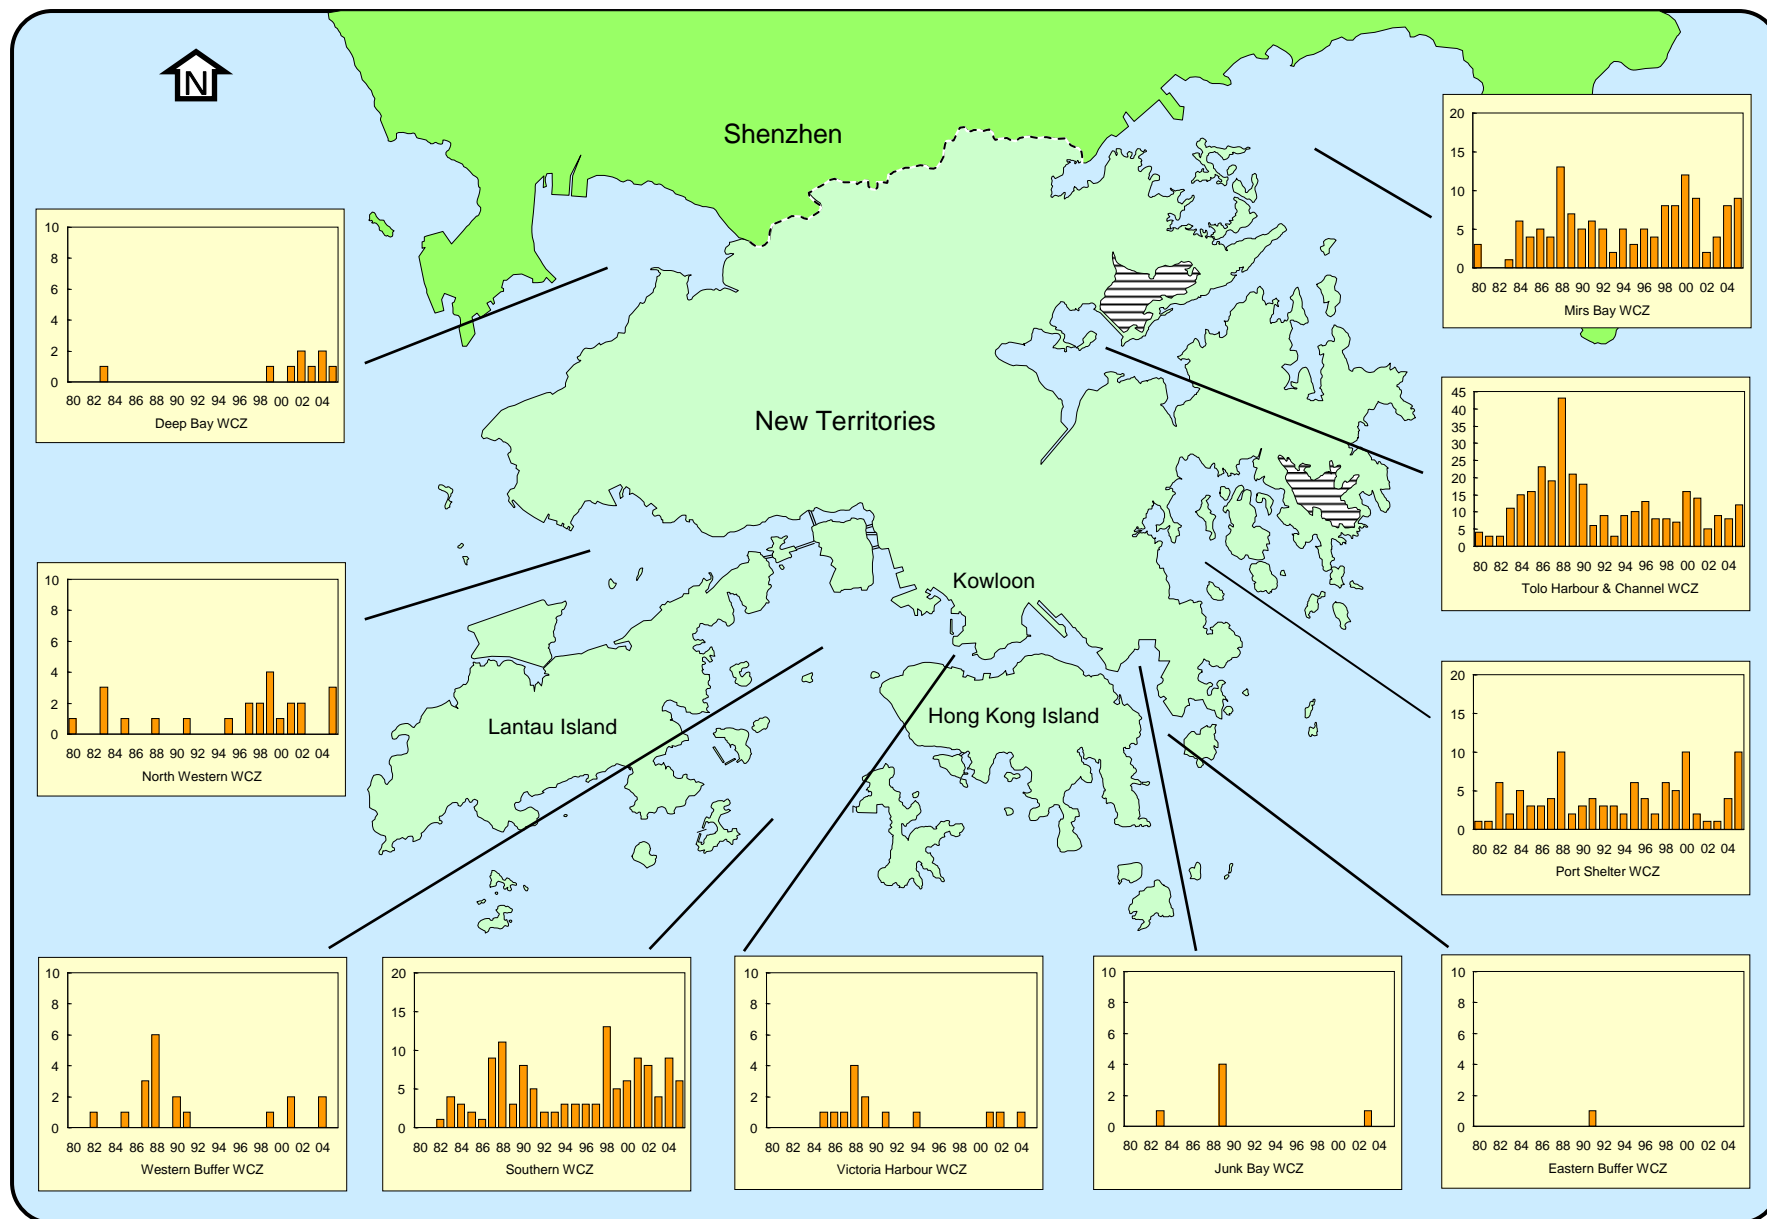 N
Shenzhen
New Territories
Kowloon
Lantau Island
Hong Kong Island
10
8
6
4
2
0
80 82 84 86 88 90 92 94 96 98 00 02 04
Deep Bay WCZ
10
8
6
4
2
0
80 82 84 86 88 90 92 94 96 98 00 02 04
North Western WCZ
20
15
10
5
0
80 82 84 86 88 90 92 94 96 98 00 02 04
Mirs Bay WCZ
45
40
35
30
25
20
15
10
5
0
80 82 84 86 88 90 92 94 96 98 00 02 04
Tolo Harbour & Channel WCZ
20
15
10
5
0
80 82 84 86 88 90 92 94 96 98 00 02 04
Port Shelter WCZ
10
8
6
4
2
0
80 82 84 86 88 90 92 94 96 98 00 02 04
Western Buffer WCZ
20
15
10
5
0
80 82 84 86 88 90 92 94 96 98 00 02 04
Southern WCZ
10
8
6
4
2
0
80 82 84 86 88 90 92 94 96 98 00 02 04
Victoria Harbour WCZ
10
8
6
4
2
0
80 82 84 86 88 90 92 94 96 98 00 02 04
Junk Bay WCZ
10
8
6
4
2
0
80 82 84 86 88 90 92 94 96 98 00 02 04
Eastern Buffer WCZ